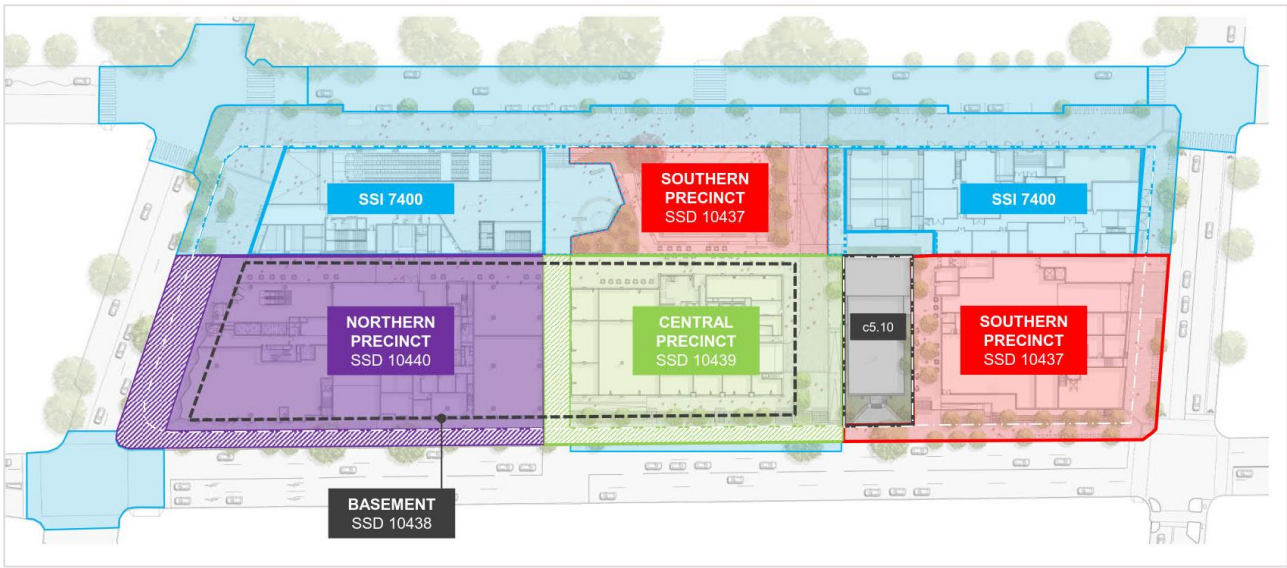 SOUTHERN
PRECINCT
SSD 10437
SSI 7400
SSI 7400
NORTHERN
PRECINCT
SSD 10440
CENTRAL
PRECINCT
SSD 10439
c5.10
SOUTHERN
PRECINCT
SSD 10437
BASEMENT
SSD 10438